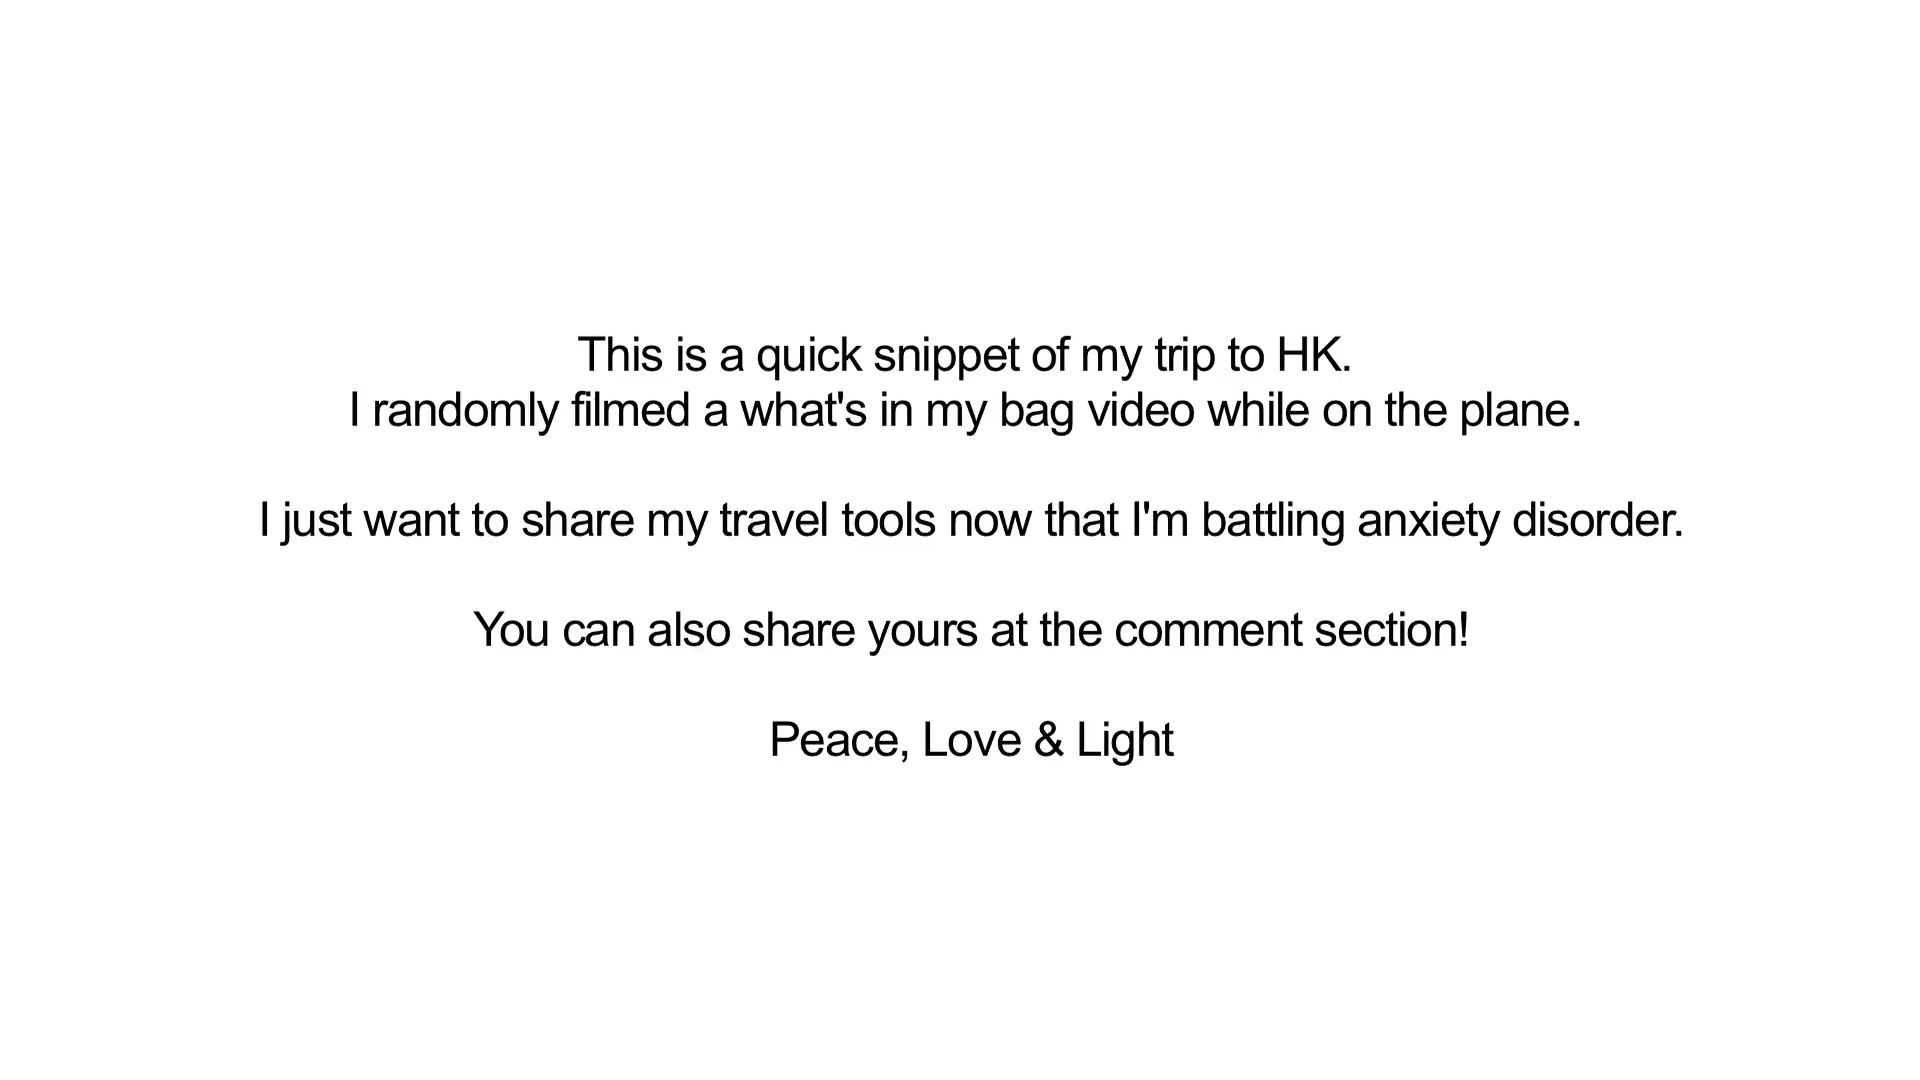 This is a quick snippet of my trip to HK.
I randomly filmed a what's in my bag video while on the plane.
I just want to share my travel tools now that I'm battling anxiety disorder.
You can also share yours at the comment section!
Peace, Love & Light